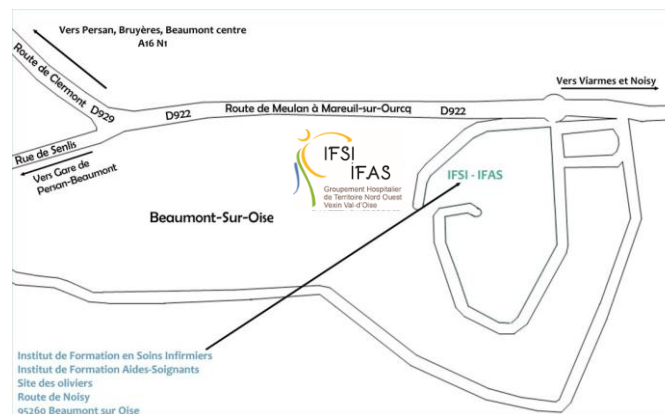 Vers Persan, Bruyères, Beaumont centre
A16 N1
Route de Clermont
D929
D922
Route de Meulan à Mareuil-sur-Ourcq
D922
Vers Viarmes et Noisy
Rue de Senlis
Vers Gare de
Persan-Beaumont
IFSI
IFAS
Groupement Hospitalier
de Territoire Nord Ouest
Vexin Val-d'Oise
IFSI - IFAS
Beaumont-Sur-Oise
Institut de Formation en Soins Infirmiers
Institut de Formation Aides-Soignants
Site des oliviers
Route de Noisy
95260 Beaumont sur Oise